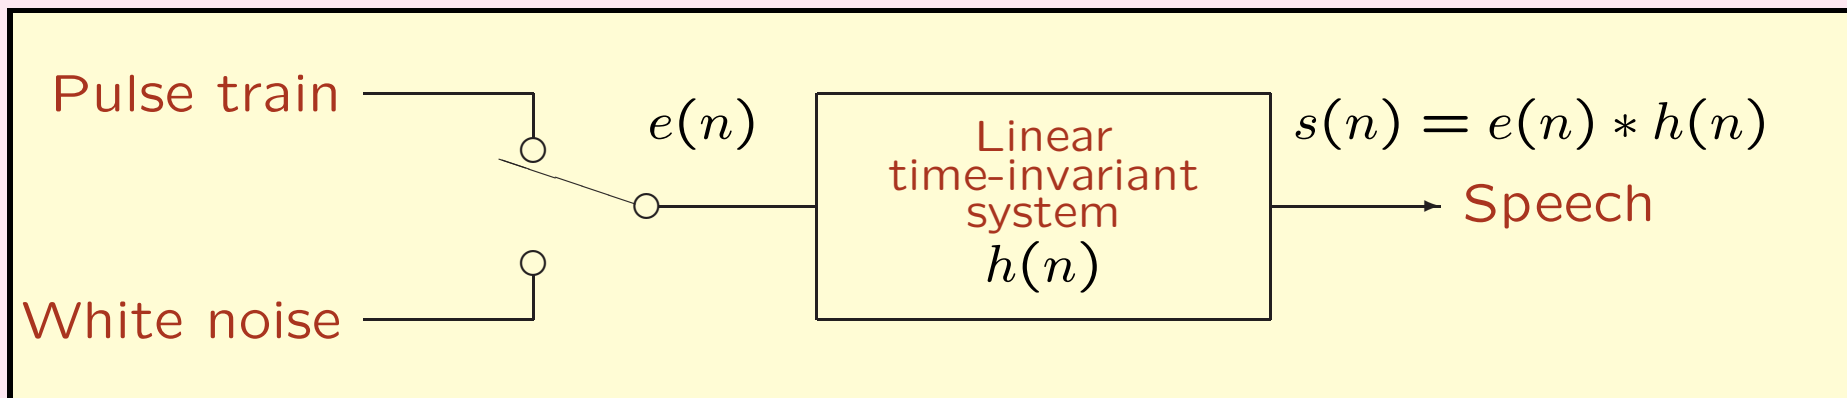 Pulse train
e(n)
s(n) = e(n) ∗ h(n)
Linear
time-invariant
system
h(n)
Speech
White noise